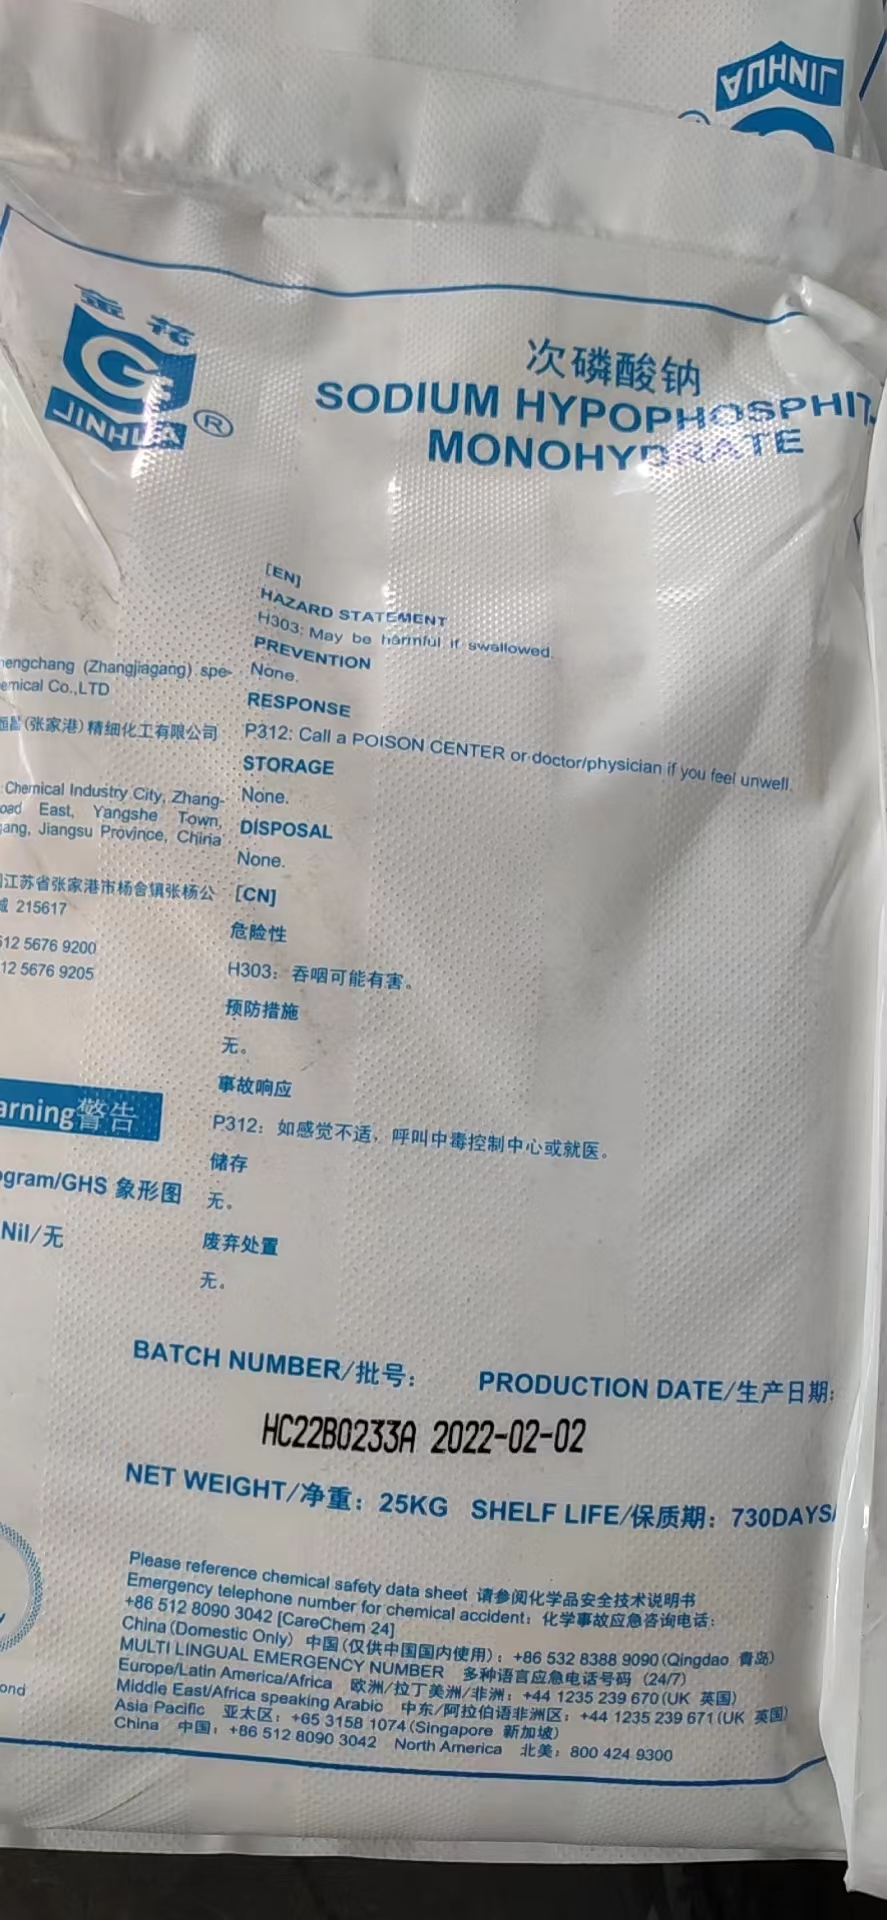 JINHUA
金花
G
JINHUA ®
次磷酸钠
SODIUM HYPOPHOSPHIT
MONOHYDRATE
[EN]
HAZARD STATEMENT
H303: May be harmful if swallowed.
PREVENTION
None.
RESPONSE
P312: Call a POISON CENTER or doctor/physician if you feel unwell.
STORAGE
None.
DISPOSAL
None.
[CN]
危险性
H303：吞咽可能有害。
预防措施
无。
事故响应
P312：如感觉不适，呼叫中毒控制中心或就医。
储存
无。
废弃处置
无。
hengchang (Zhangjiagang) spe-
emical Co.,LTD
恒昌(张家港)精细化工有限公司
Chemical Industry City, Zhang-
oad East, Yangshe Town,
gang, Jiangsu Province, China
江苏省张家港市杨舍镇张杨公
城 215617
512 5676 9200
12 5676 9205
arning警告
ogram/GHS 象形图
Nil/无
BATCH NUMBER/批号： PRODUCTION DATE/生产日期:
HC22B0233A 2022-02-02
NET WEIGHT/净重：25KG SHELF LIFE/保质期：730DAYS/
Please reference chemical safety data sheet 请参阅化学品安全技术说明书
Emergency telephone number for chemical accident: 化学事故应急咨询电话：
+86 512 8090 3042 [CareChem 24]
China (Domestic Only) 中国(仅供中国国内使用)：+86 532 8388 9090 (Qingdao 青岛)
MULTI LINGUAL EMERGENCY NUMBER 多种语言应急电话号码 (24/7)
Europe/Latin America/Africa 欧洲/拉丁美洲/非洲：+44 1235 239 670 (UK 英国)
Middle East/Africa speaking Arabic 中东/阿拉伯语非洲区：+44 1235 239 671 (UK 英国)
Asia Pacific 亚太区：+65 3158 1074 (Singapore 新加坡)
China 中国：+86 512 8090 3042 North America 北美：800 424 9300
ond